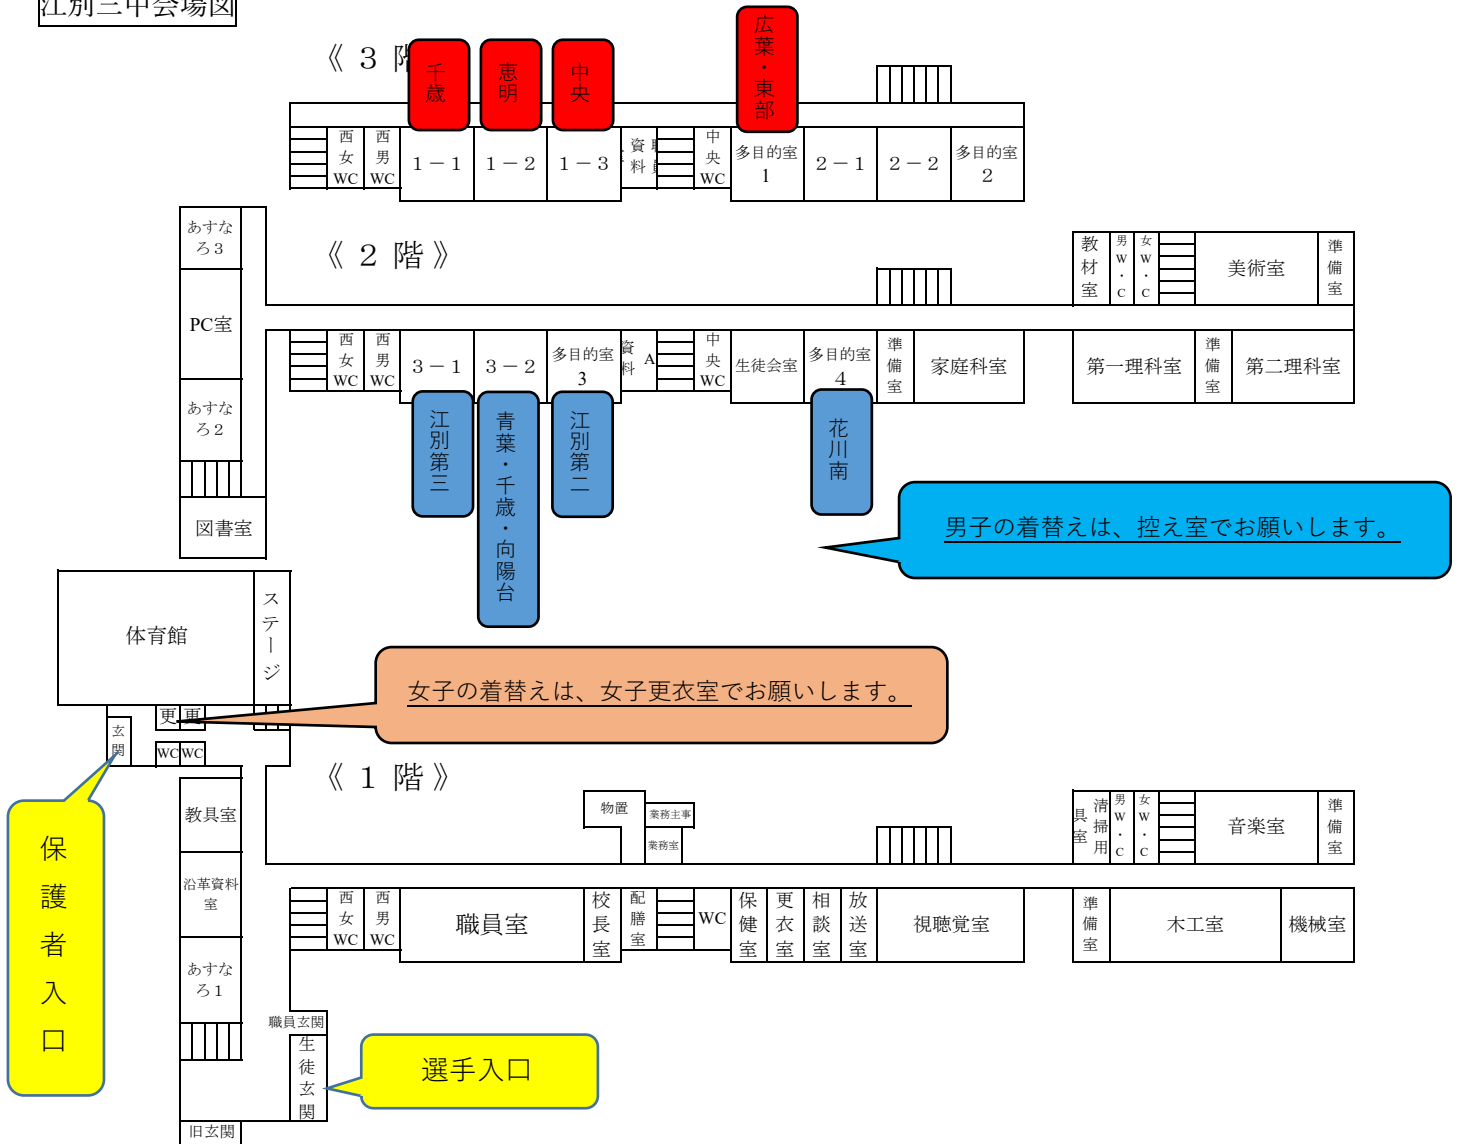 江別三中会場図
《 3 階
千歳
恵明
中央
広葉・東部
西女WC
西男WC
1－1
1－2
1－3
資料
中央WC
多目的室1
2－1
2－2
多目的室2
《 2 階 》
あすなろ3
PC室
あすなろ2
図書室
西女WC
西男WC
3－1
3－2
多目的室3
資料 A
中央WC
生徒会室
多目的室4
準備室
家庭科室
教材室
男W・C
女W・C
美術室
準備室
第一理科室
準備室
第二理科室
江別第三
青葉・千歳・向陽台
江別第二
花川南
男子の着替えは、控え室でお願いします。
体育館
ステージ
女子の着替えは、女子更衣室でお願いします。
更
更
玄関
WC
WC
《 1 階 》
保護者入口
教具室
沿革資料室
あすなろ1
物置
業務主事
業務室
清掃用具室
男W・C
女W・C
音楽室
準備室
西女WC
西男WC
職員室
校長室
配膳室
WC
保健室
更衣室
相談室
放送室
視聴覚室
準備室
木工室
機械室
職員玄関
生徒玄関
選手入口
旧玄関